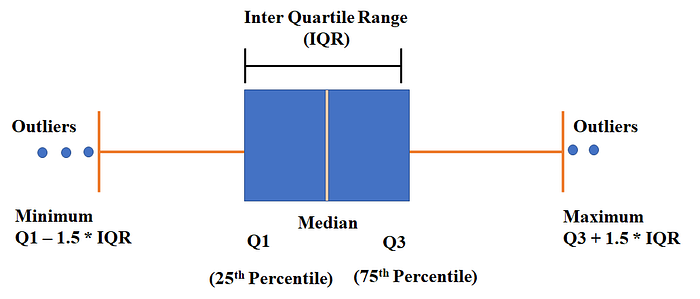 Inter Quartile Range
(IQR)
Outliers
Outliers
Minimum
Q1 – 1.5 * IQR
Median
Q1
Q3
Maximum
Q3 + 1.5 * IQR
(25th Percentile)
(75th Percentile)